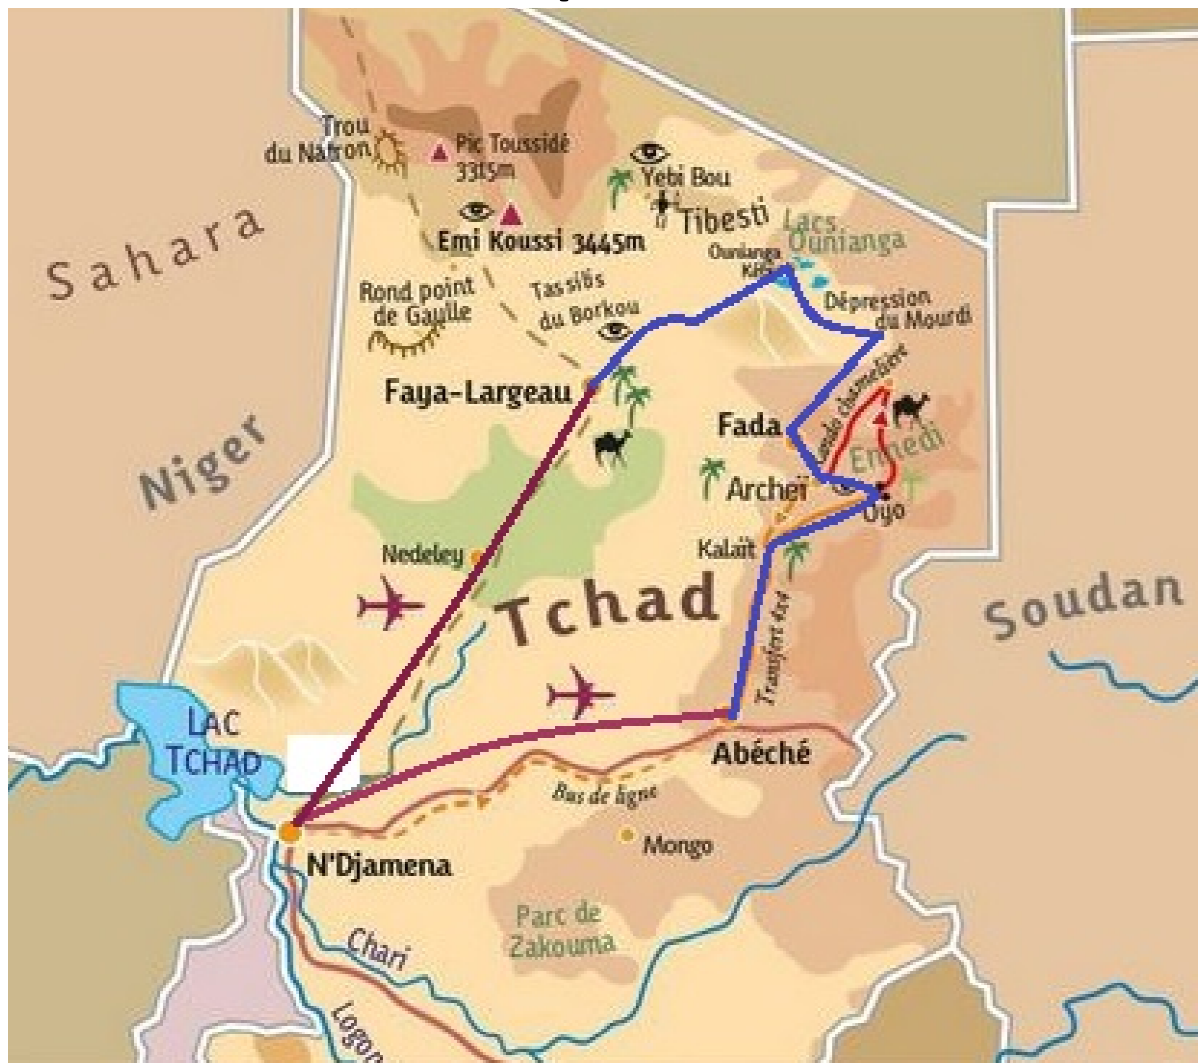 Trou
du Natron
Pic Toussidé
3315m
Yebi Bou
Tibesti
Sahara
Emi Koussi 3445m
Lacs
Ounianga
Ounianga
Rond point
de Gaulle
Tassilis
du Borkou
Dépression
du Mourdi
Faya-Largeau
Fada
Rando chamelière
Ennedi
Niger
Archeï
Oyo
Nedeley
Kalaït
Tchad
Soudan
Transfert 4x4
LAC
TCHAD
Abéché
Bus de ligne
Mongo
N'Djamena
Parc de
Zakouma
Chari